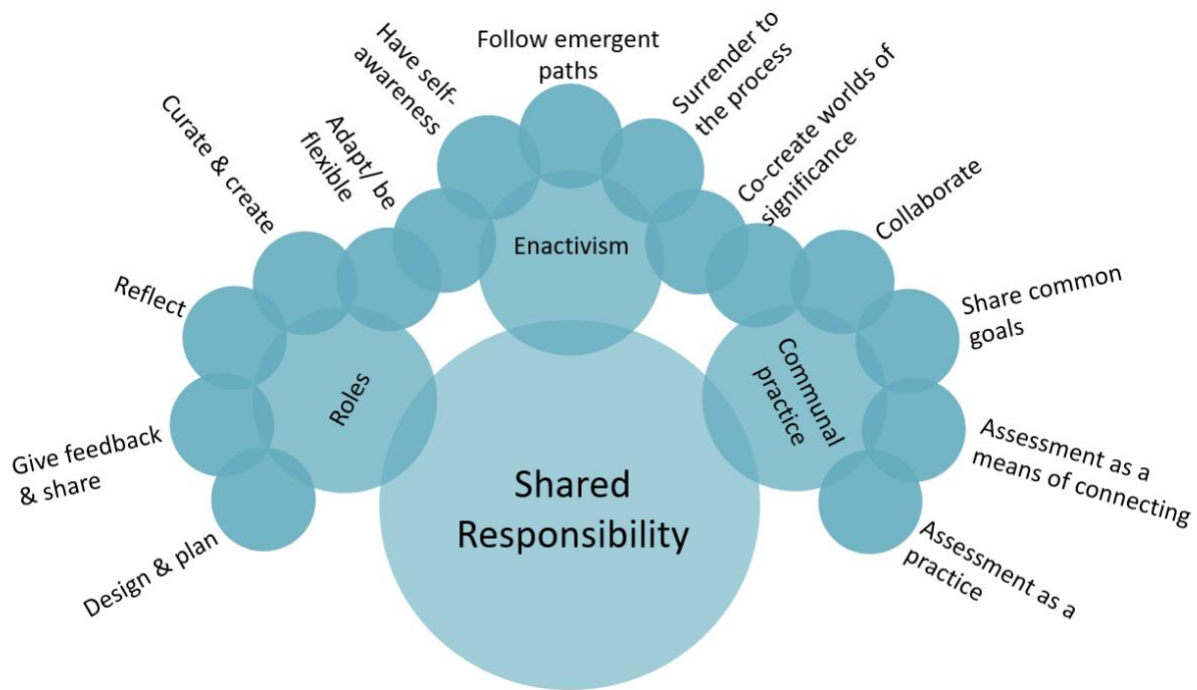 Follow emergent
paths
Have self-
awareness
Surrender to
the process
Curate & create
Adapt/ be
flexible
Co-create worlds of
significance
Collaborate
Reflect
Enactivism
Share common
goals
Roles
Communal
practice
Give feedback
& share
Assessment as a
means of connecting
Shared
Responsibility
Design & plan
Assessment as a
practice